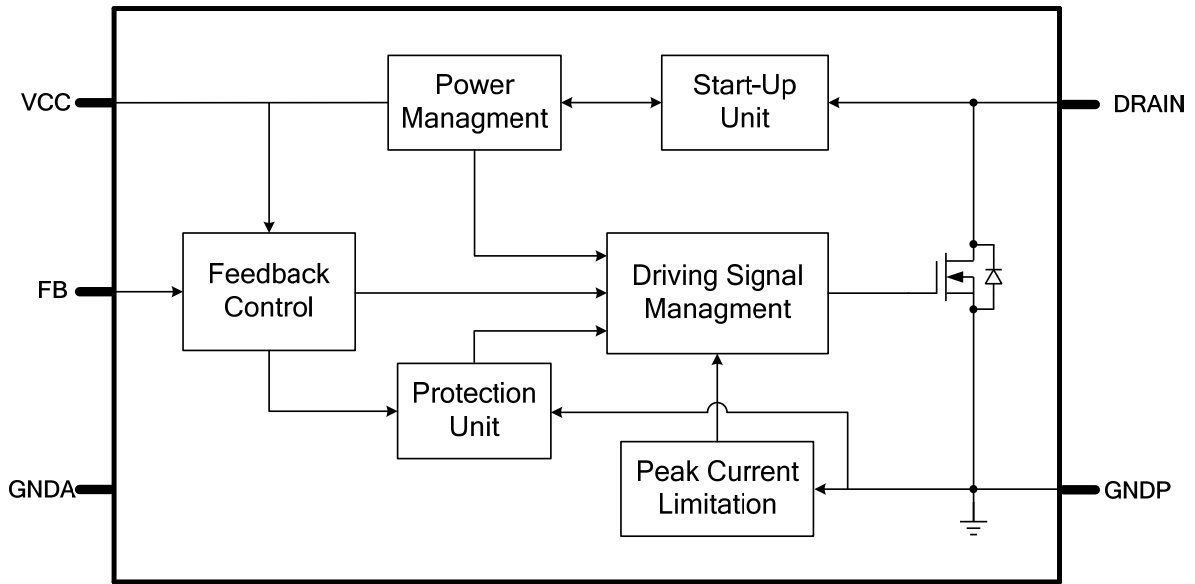 Power
Managment
Start-Up
Unit
VCC
DRAIN
Feedback
Control
Driving Signal
Managment
FB
Protection
Unit
Peak Current
Limitation
GNDA
GNDP